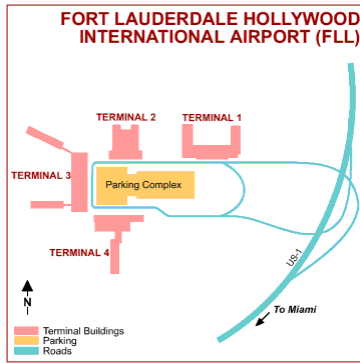 FORT LAUDERDALE HOLLYWOOD
INTERNATIONAL AIRPORT (FLL)
TERMINAL 2
TERMINAL 1
TERMINAL 3
Parking Complex
TERMINAL 4
US-1
To Miami
N
Terminal Buildings
Parking
Roads